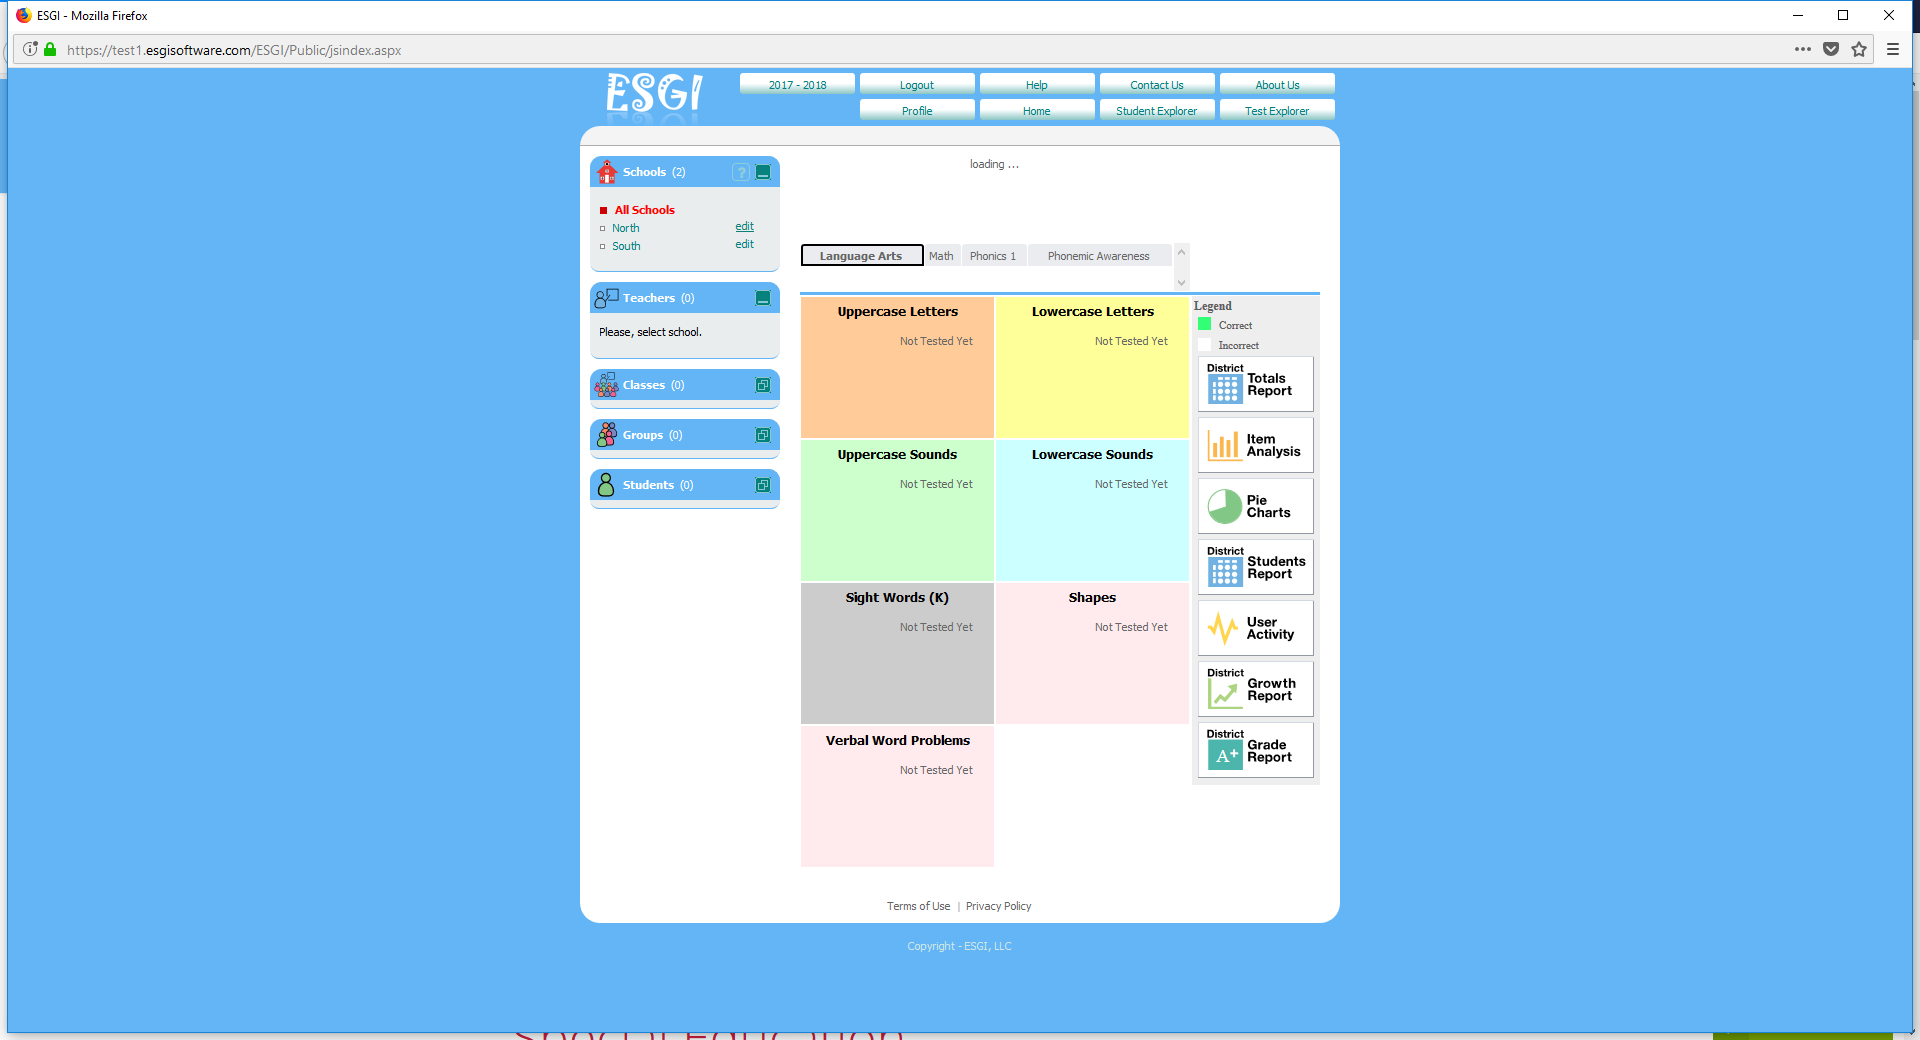 ESGI - Mozilla Firefox
https://test1.esgisoftware.com/ESGI/Public/jsindex.aspx
ESGI
2017 - 2018
Logout
Help
Contact Us
About Us
Profile
Home
Student Explorer
Test Explorer
Schools (2)
?
All Schools
North edit
South edit
Teachers (0)
Please, select school.
Classes (0)
Groups (0)
Students (0)
loading ...
Language Arts
Math
Phonics 1
Phonemic Awareness
Uppercase Letters
Not Tested Yet
Lowercase Letters
Not Tested Yet
Uppercase Sounds
Not Tested Yet
Lowercase Sounds
Not Tested Yet
Sight Words (K)
Not Tested Yet
Shapes
Not Tested Yet
Verbal Word Problems
Not Tested Yet
Legend
Correct
Incorrect
District
Totals
Report
Item
Analysis
Pie
Charts
District
Students
Report
User
Activity
District
Growth
Report
District
A+
Grade
Report
Terms of Use | Privacy Policy
Copyright - ESGI, LLC
Special Education